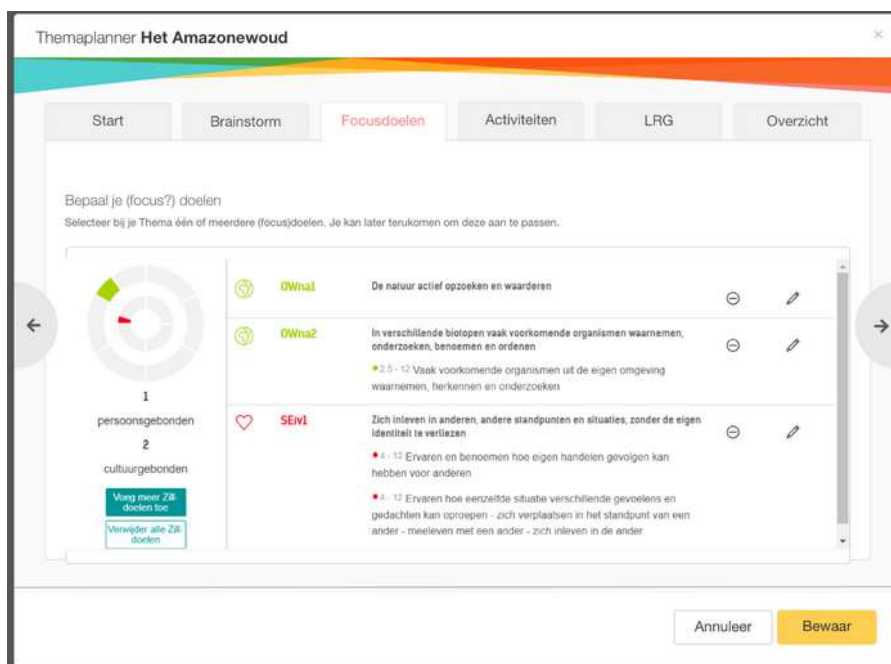 Themaplanner Het Amazonewoud
×
Start
Brainstorm
Focusdoelen
Activiteiten
LRG
Overzicht
Bepaal je (focus?) doelen
Selecteer bij je Thema één of meerdere (focus)doelen. Je kan later terukomen om deze aan te passen.
1
persoonsgebonden
2
cultuurgebonden
Voeg meer Zill-
doelen toe
Verwijder alle Zill-
doelen
OWna1
De natuur actief opzoeken en waarderen
OWna2
In verschillende biotopen vaak voorkomende organismen waarnemen,
onderzoeken, benoemen en ordenen
2.5 - 12 Vaak voorkomende organismen uit de eigen omgeving
waarnemen, herkennen en onderzoeken
SEiv1
Zich inleven in anderen, andere standpunten en situaties, zonder de eigen
identiteit te verliezen
4 - 12 Ervaren en benoemen hoe eigen handelen gevolgen kan
hebben voor anderen
4 - 12 Ervaren hoe eenzelfde situatie verschillende gevoelens en
gedachten kan oproepen - zich verplaatsen in het standpunt van een
ander - meeleven met een ander - zich inleven in de ander
Annuleer
Bewaar